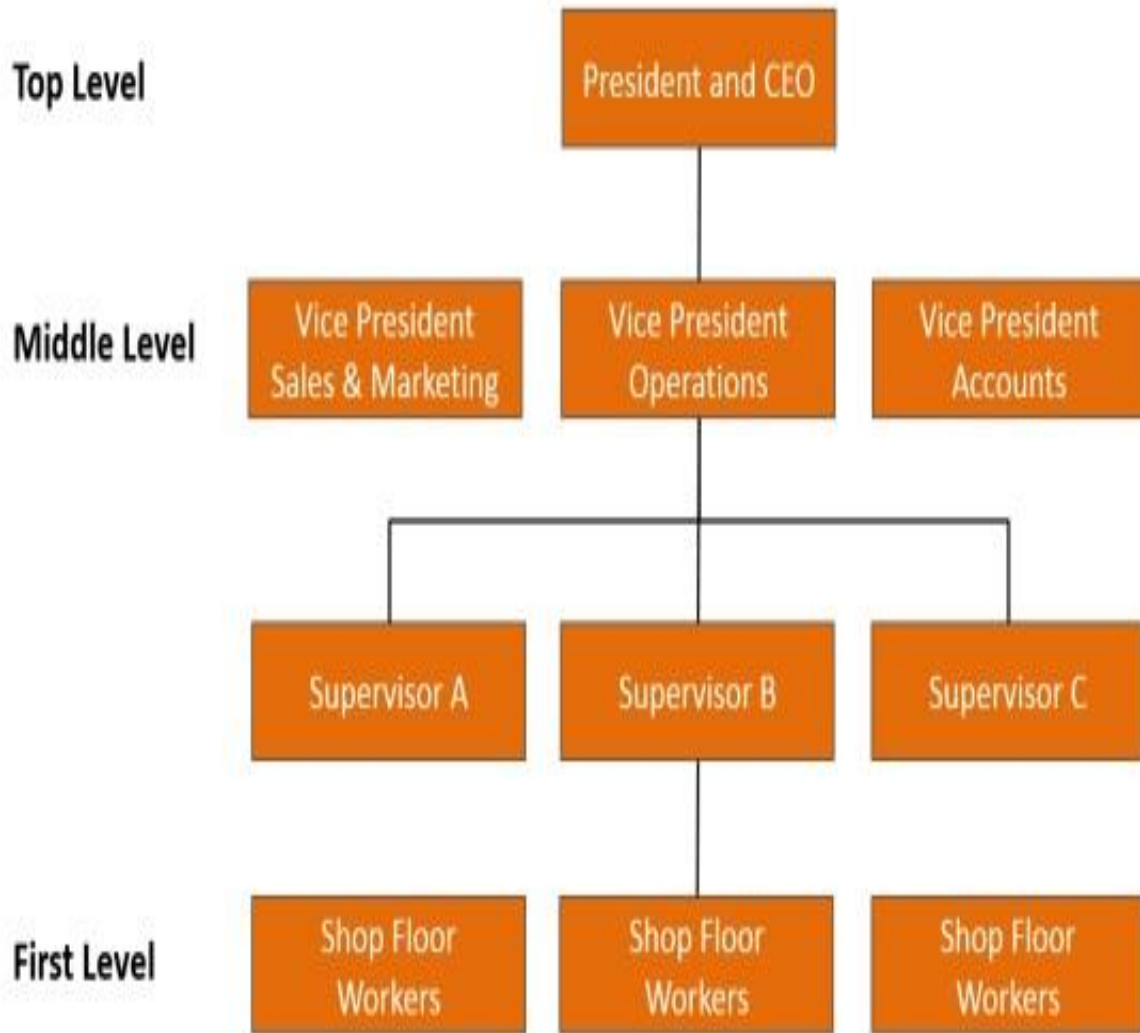 Top Level
President and CEO
Middle Level
Vice President
Sales & Marketing
Vice President
Operations
Vice President
Accounts
Supervisor A
Supervisor B
Supervisor C
First Level
Shop Floor
Workers
Shop Floor
Workers
Shop Floor
Workers